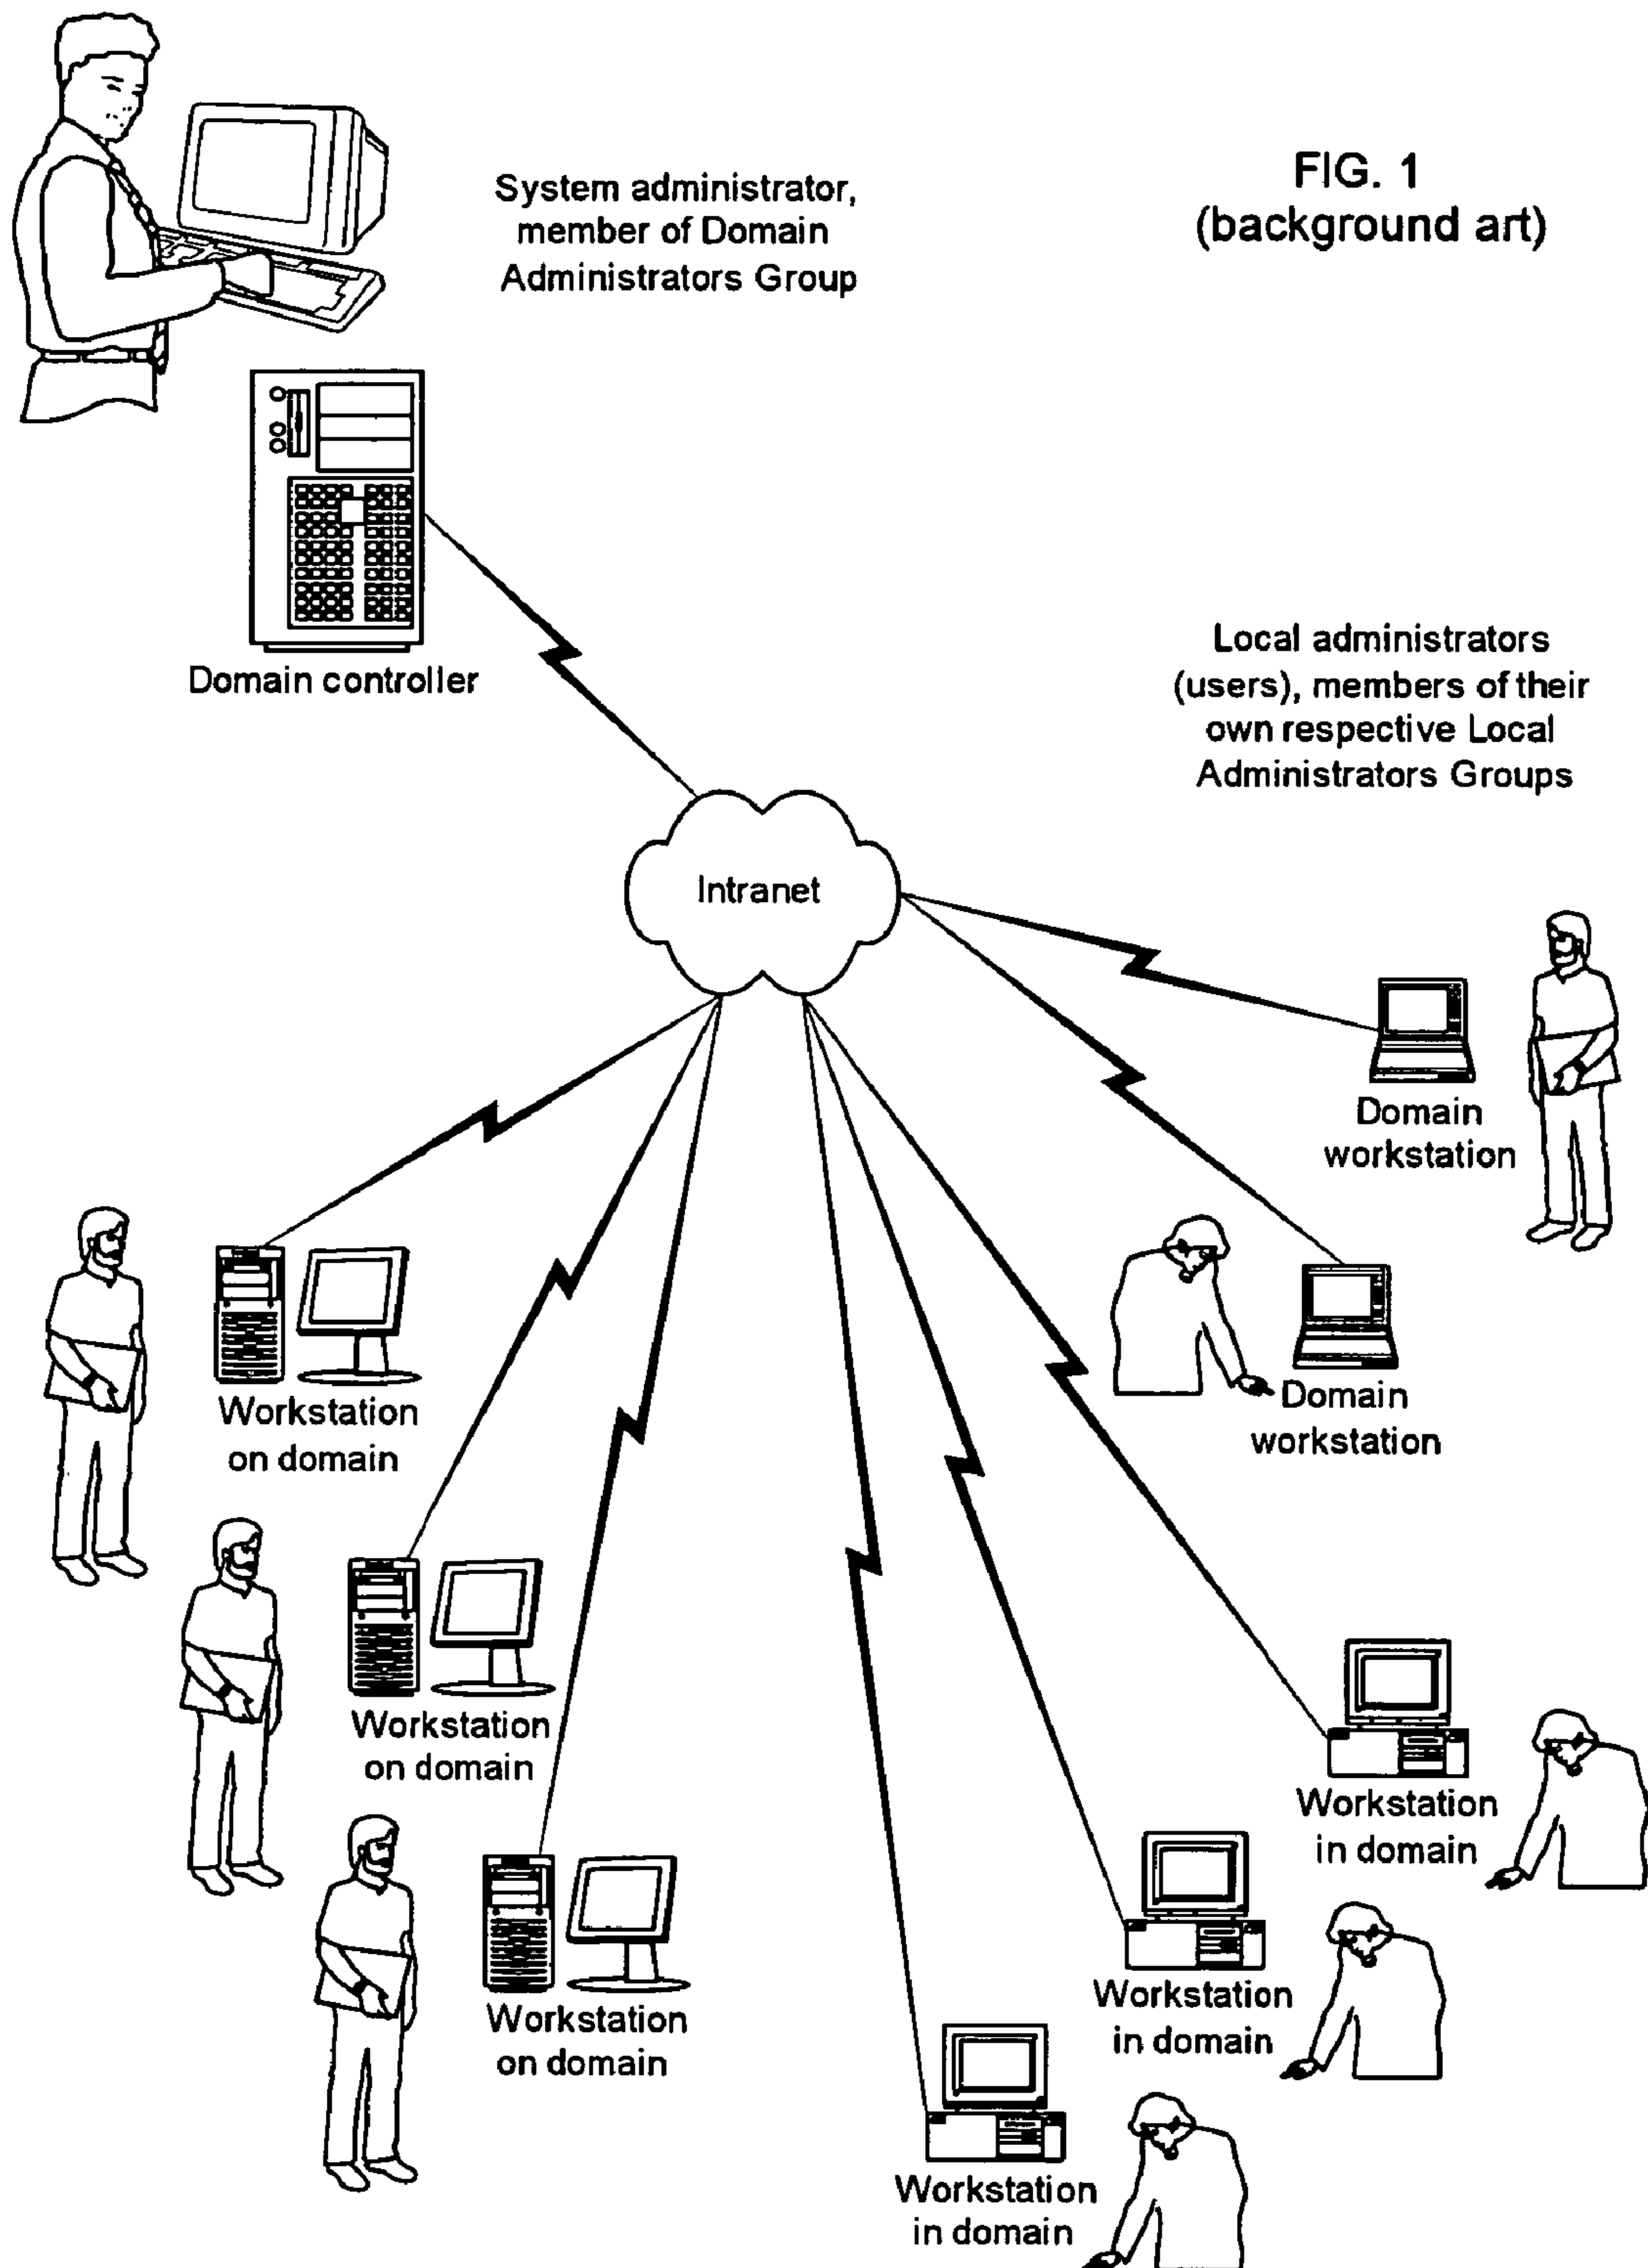 FIG. 1
(background art)
System administrator,
member of Domain
Administrators Group
Domain controller
Local administrators
(users), members of their
own respective Local
Administrators Groups
Intranet
Domain
workstation
Domain
workstation
Workstation
on domain
Workstation
on domain
Workstation
on domain
Workstation
in domain
Workstation
in domain
Workstation
in domain